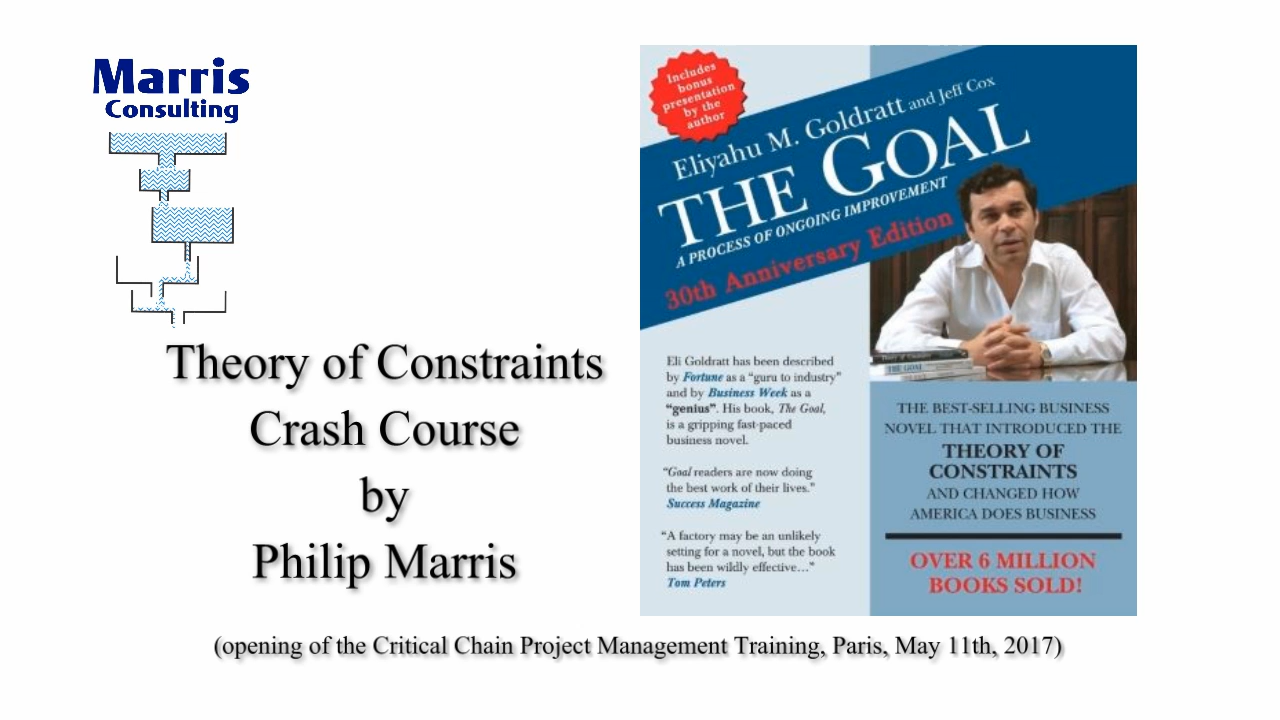 Marris
Consulting
Theory of Constraints
Crash Course
by
Philip Marris
Includes
bonus
presentation
by the
author
Eliyahu M. Goldratt and Jeff Cox
THE GOAL
A PROCESS OF ONGOING IMPROVEMENT
30th Anniversary Edition
Theory of Constraints
THE GOAL
Eli Goldratt has been described
by Fortune as a “guru to industry”
and by Business Week as a
“genius”. His book, The Goal,
is a gripping fast-paced
business novel.
“Goal readers are now doing
the best work of their lives.”
Success Magazine
“A factory may be an unlikely
setting for a novel, but the book
has been wildly effective…”
Tom Peters
THE BEST-SELLING BUSINESS
NOVEL THAT INTRODUCED THE
THEORY OF
CONSTRAINTS
AND CHANGED HOW
AMERICA DOES BUSINESS
OVER 6 MILLION
BOOKS SOLD!
(opening of the Critical Chain Project Management Training, Paris, May 11th, 2017)